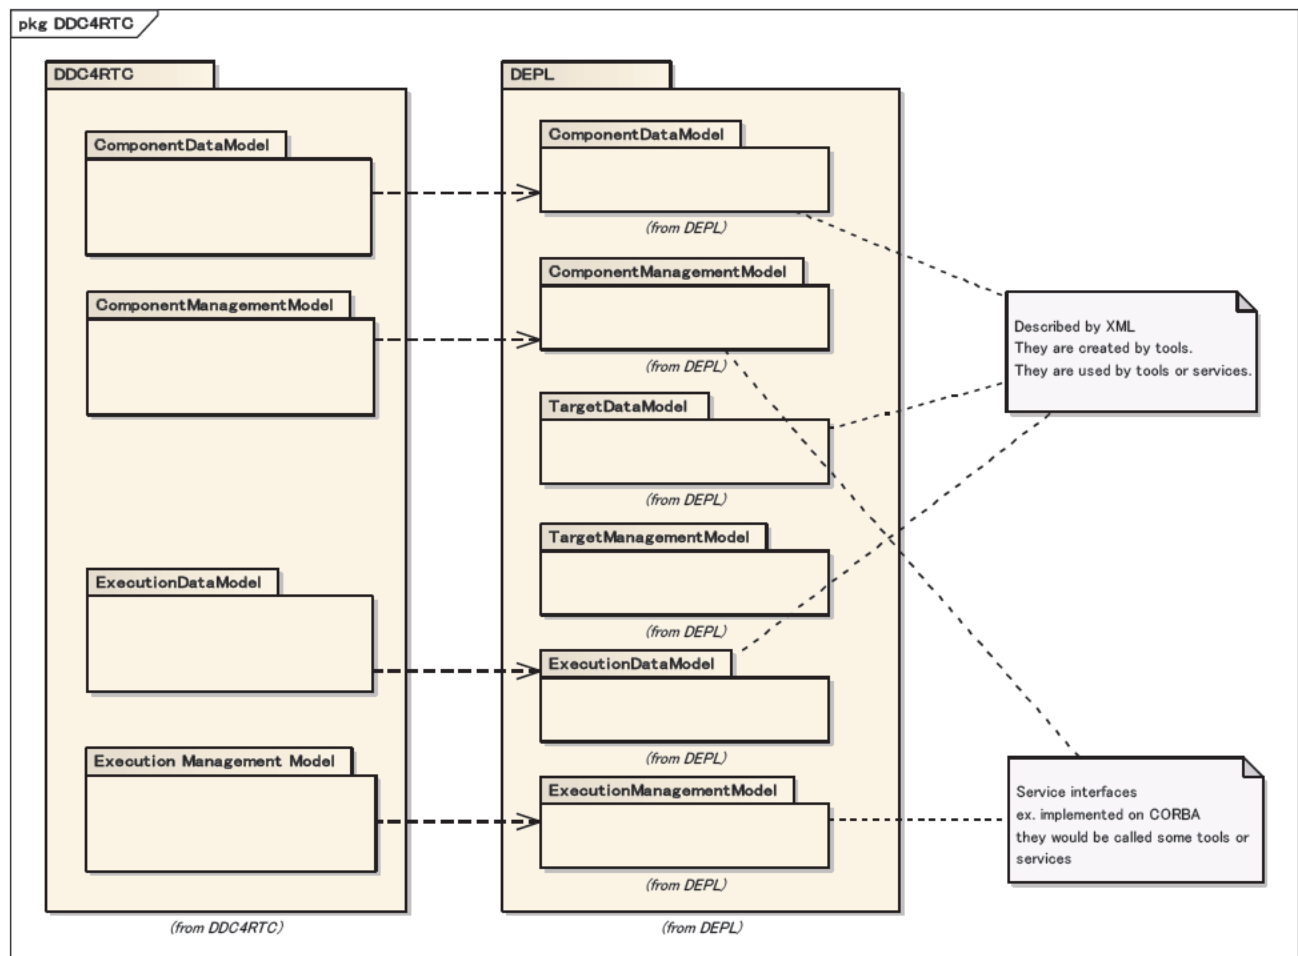 pkg DDC4RTC
DDC4RTC
ComponentDataModel
ComponentManagementModel
ExecutionDataModel
Execution Management Model
(from DDC4RTC)
DEPL
ComponentDataModel
(from DEPL)
ComponentManagementModel
(from DEPL)
TargetDataModel
(from DEPL)
TargetManagementModel
(from DEPL)
ExecutionDataModel
(from DEPL)
ExecutionManagementModel
(from DEPL)
(from DEPL)
Described by XML
They are created by tools.
They are used by tools or services.
Service interfaces
ex. implemented on CORBA
they would be called some tools or
services